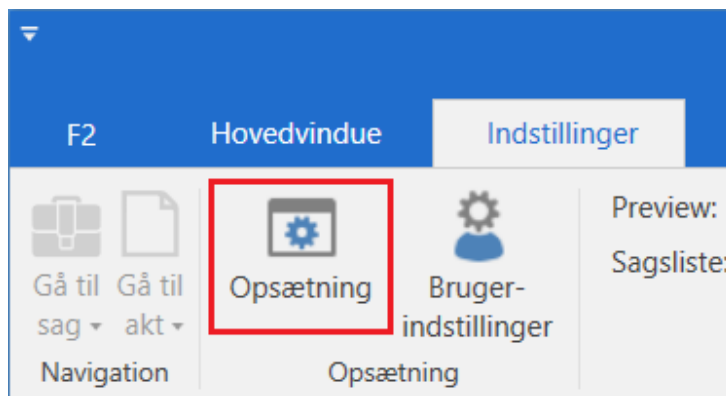 F2 Hovedvindue Indstillinger
Gå til sag Gå til akt Opsætning Bruger-
indstillinger
Preview:
Sagsliste:
Navigation Opsætning